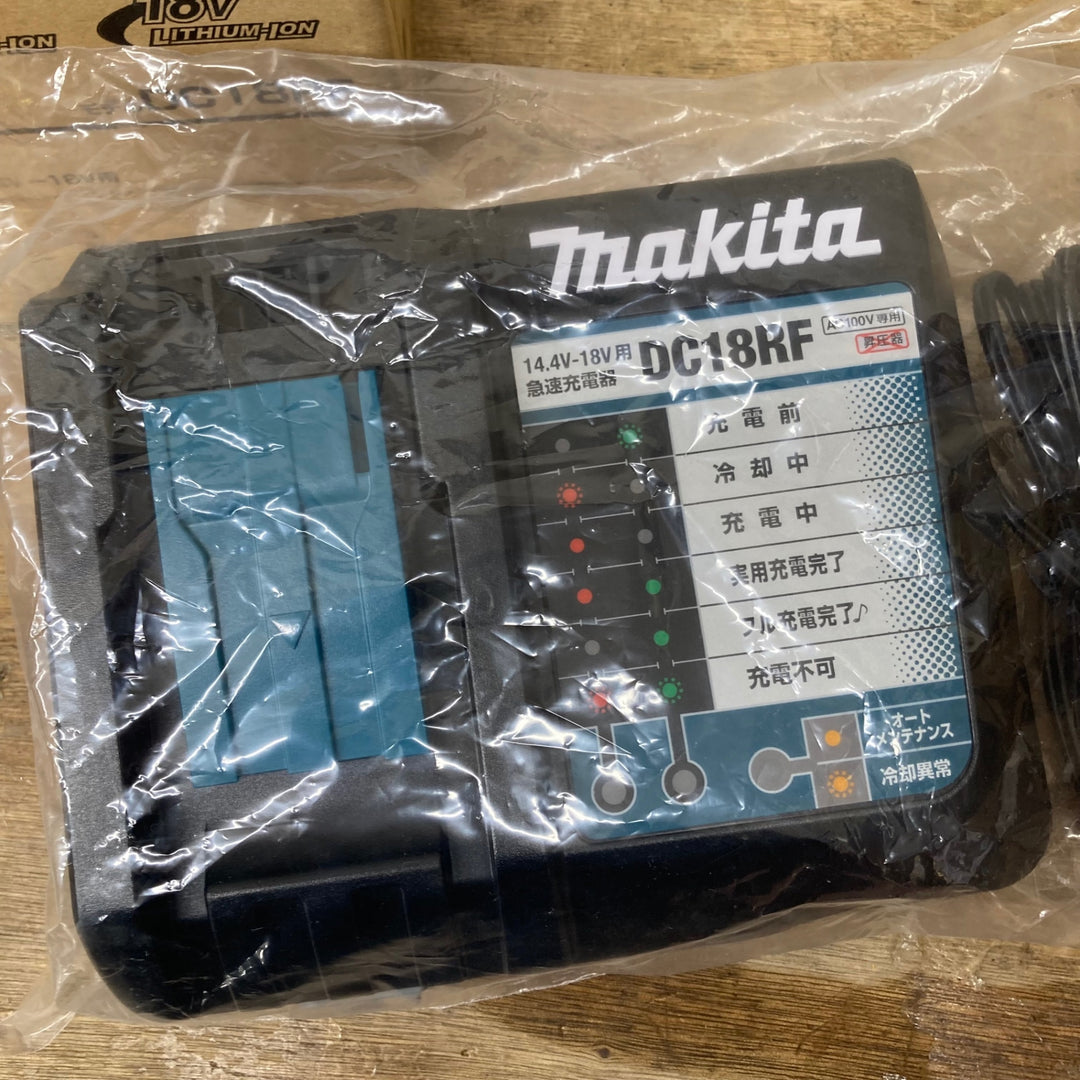 18V
LITHIUM-ION
-ION
DC18RF
makita
14.4V-18V用
急速充電器
DC18RF
AC100V専用
昇圧器
充電前
冷却中
充電中
実用充電完了
フル充電完了♪
充電不可
オート
メンテナンス
冷却異常